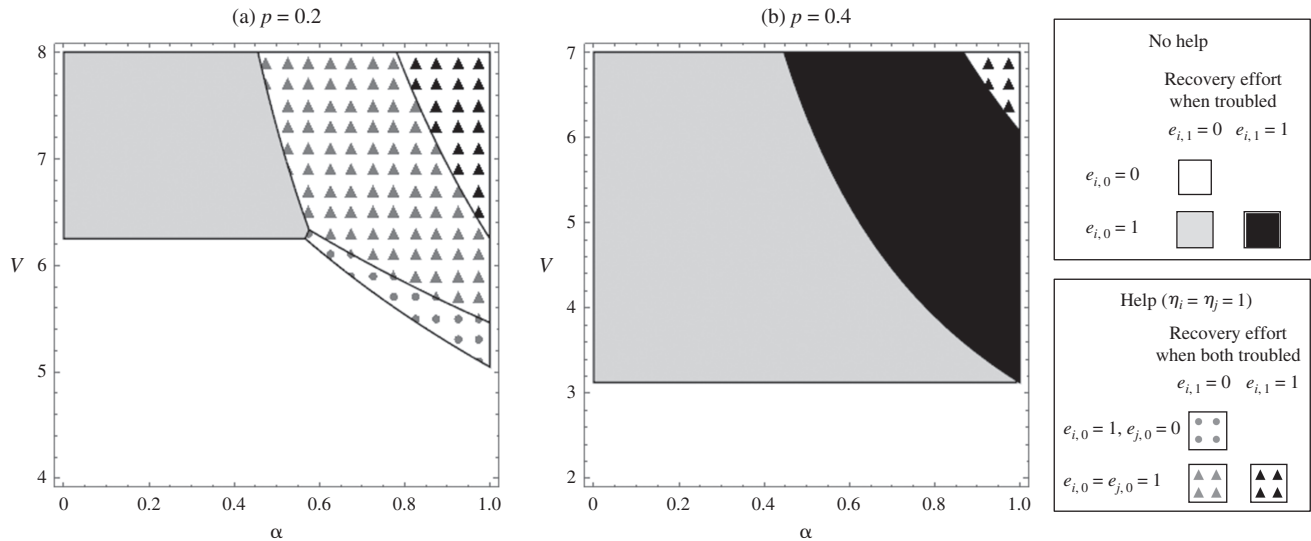 (a) p = 0.2
8
7
6
5
4
V
0
0.2
0.4
0.6
0.8
1.0
α
(b) p = 0.4
7
6
5
4
3
2
V
0
0.2
0.4
0.6
0.8
1.0
α
No help
Recovery effort
when troubled
e_{i, 1} = 0 e_{i, 1} = 1
e_{i, 0} = 0
e_{i, 0} = 1
Help (η_i = η_j = 1)
Recovery effort
when both troubled
e_{i, 1} = 0 e_{i, 1} = 1
e_{i, 0} = 1, e_{j, 0} = 0
e_{i, 0} = e_{j, 0} = 1